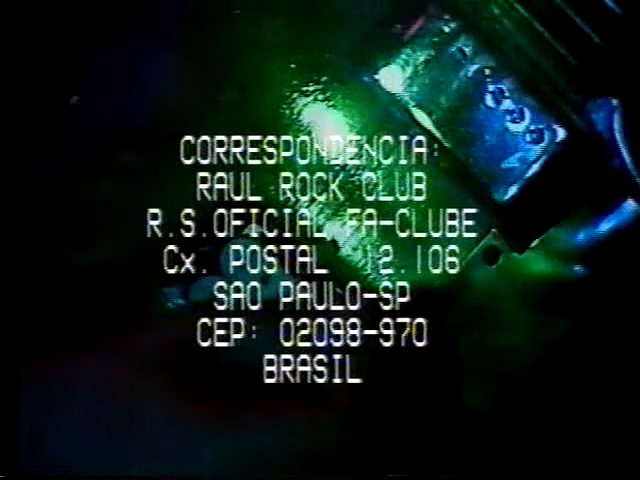 CORRESPONDENCIA:
RAUL ROCK CLUB
R.S.OFICIAL FA-CLUBE
Cx. POSTAL 12.106
SAO PAULO-SP
CEP: 02098-970
BRASIL